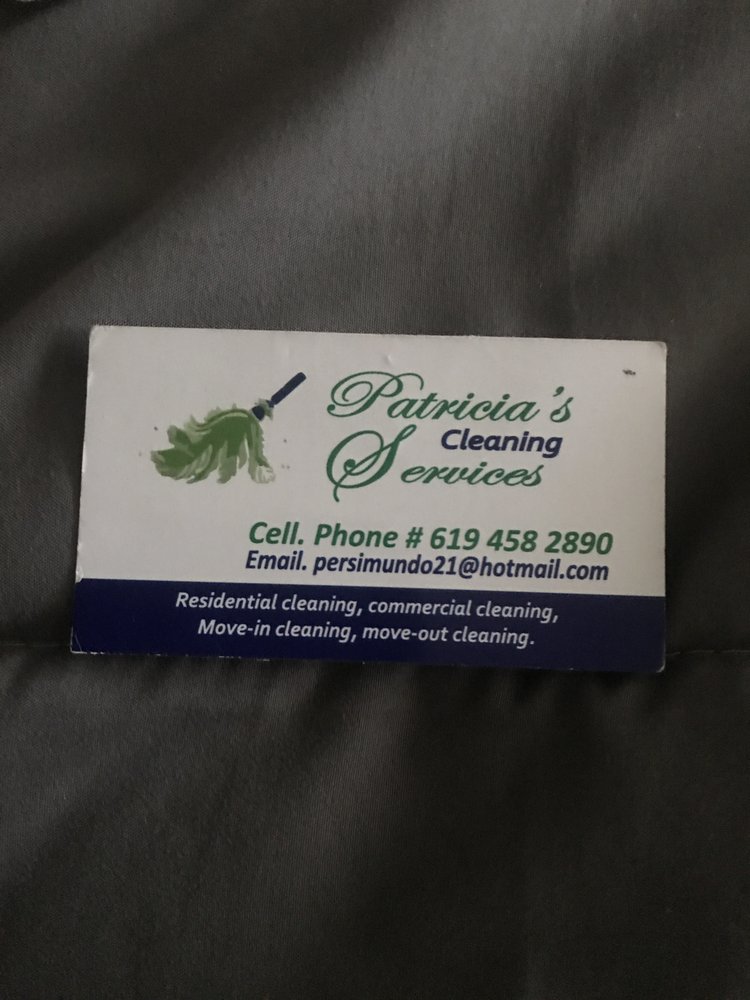 Patricia's
Cleaning
Services
Cell. Phone # 619 458 2890
Email. persimundo21@hotmail.com
Residential cleaning, commercial cleaning,
Move-in cleaning, move-out cleaning.